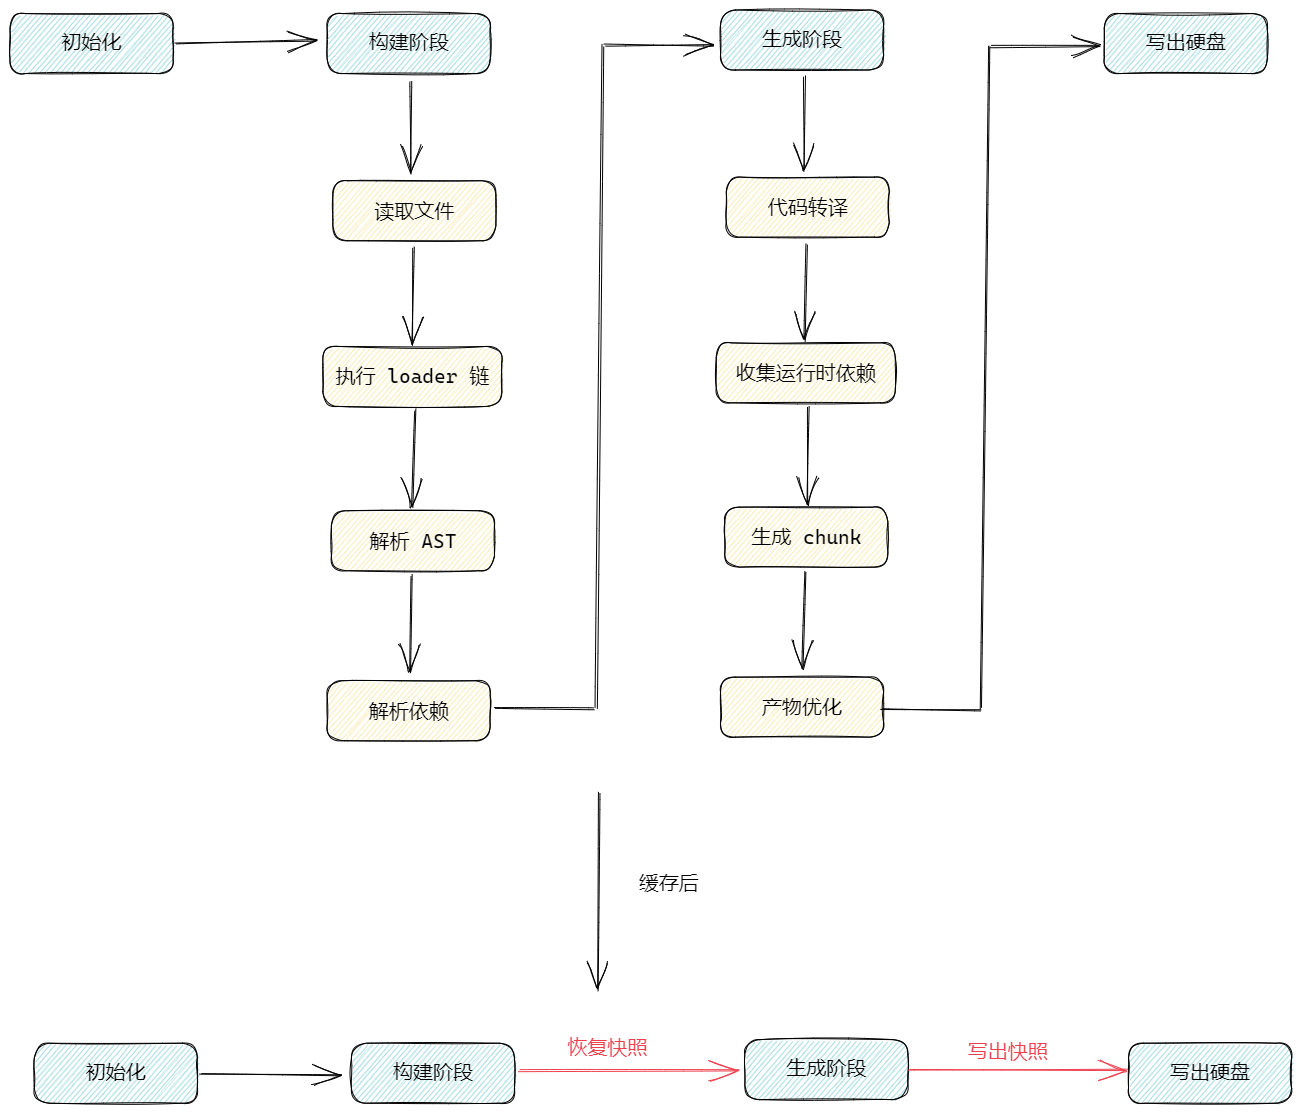 初始化
构建阶段
生成阶段
写出硬盘
读取文件
执行 loader 链
解析 AST
解析依赖
代码转译
收集运行时依赖
生成 chunk
产物优化
缓存后
初始化
构建阶段
恢复快照
生成阶段
写出快照
写出硬盘